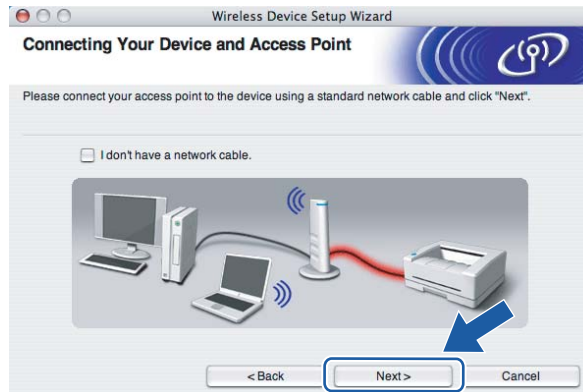 Wireless Device Setup Wizard
Connecting Your Device and Access Point
Please connect your access point to the device using a standard network cable and click "Next".
I don't have a network cable.
< Back Next > Cancel